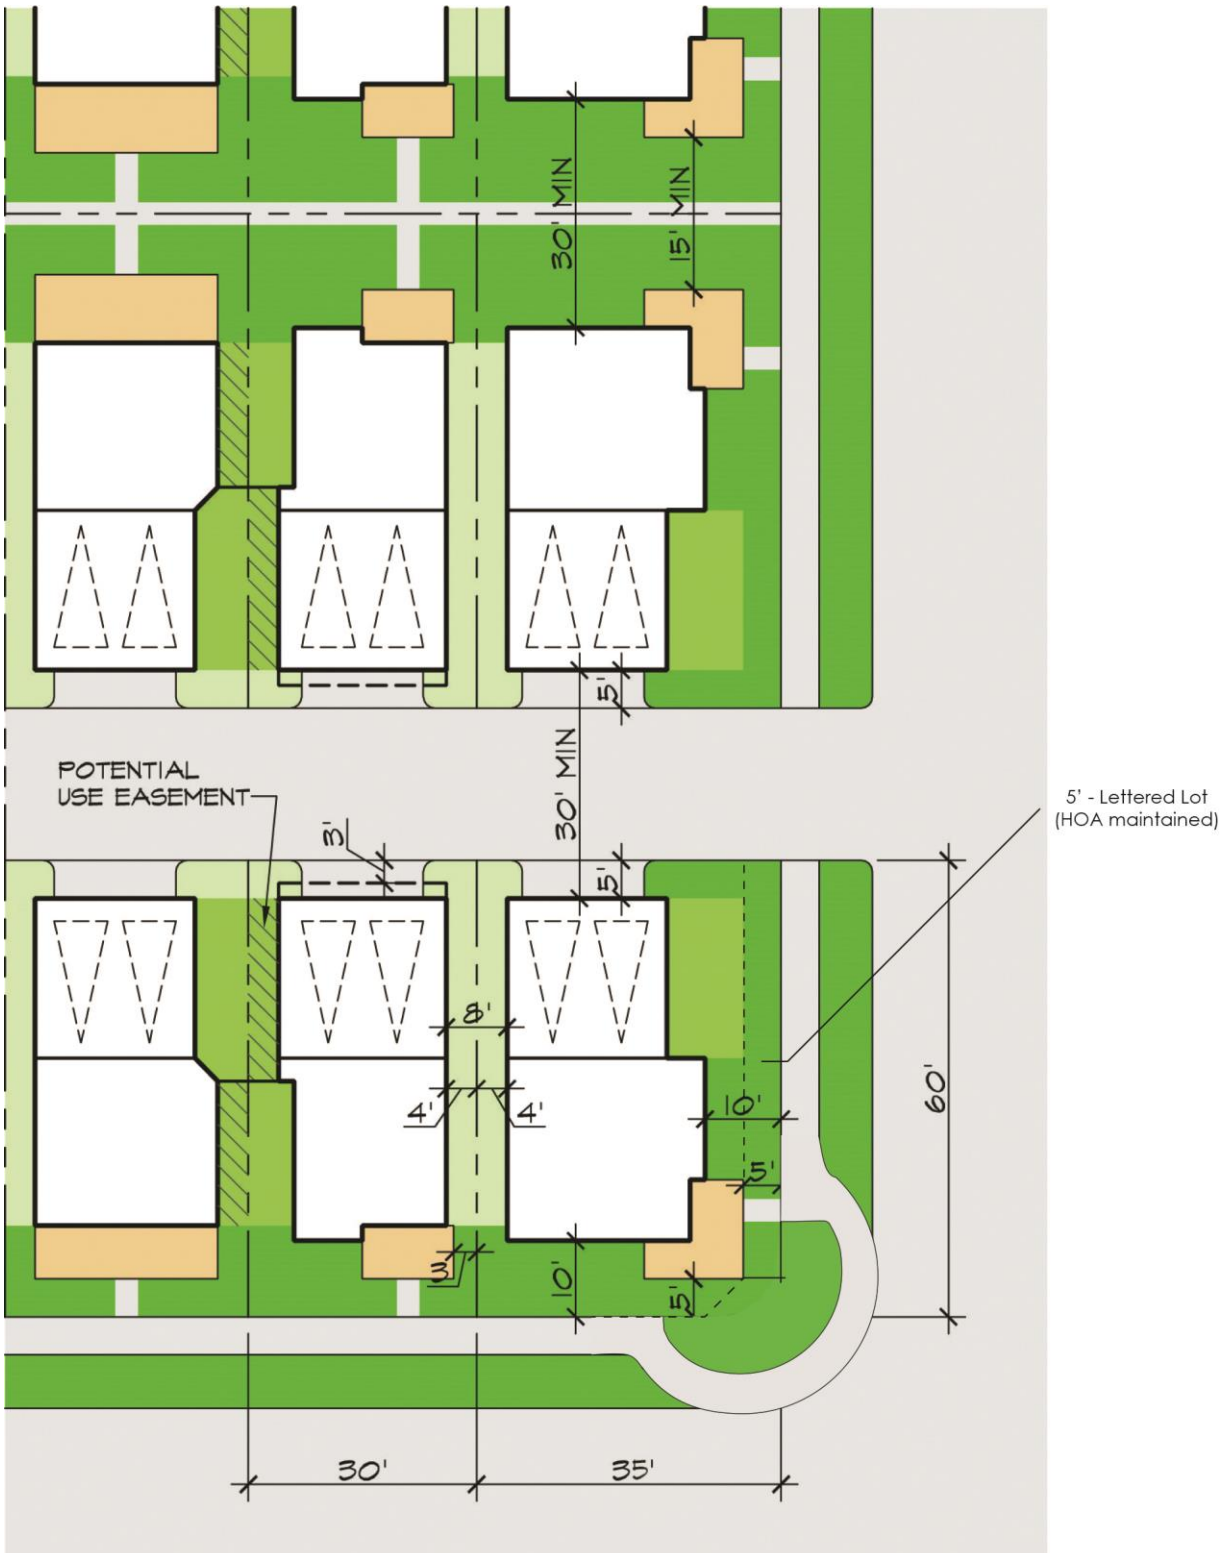 30' MIN
15' MIN
5'
POTENTIAL
USE EASEMENT
30' MIN
3'
5'
5' - Lettered Lot
(HOA maintained)
8'
4'
4'
10'
60'
5'
3
10'
5'
30'
35'